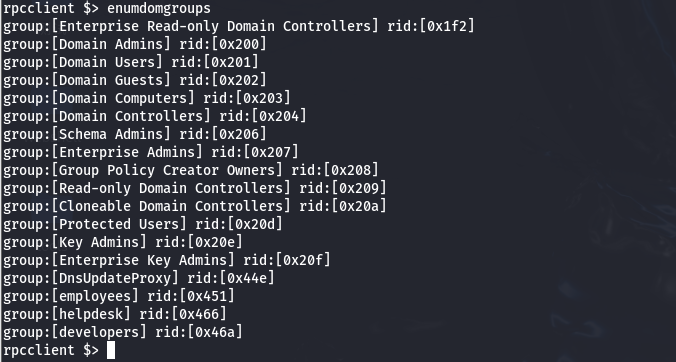 rpcclient $> enumdomgroups
group:[Enterprise Read-only Domain Controllers] rid:[0x1f2]
group:[Domain Admins] rid:[0x200]
group:[Domain Users] rid:[0x201]
group:[Domain Guests] rid:[0x202]
group:[Domain Computers] rid:[0x203]
group:[Domain Controllers] rid:[0x204]
group:[Schema Admins] rid:[0x206]
group:[Enterprise Admins] rid:[0x207]
group:[Group Policy Creator Owners] rid:[0x208]
group:[Read-only Domain Controllers] rid:[0x209]
group:[Cloneable Domain Controllers] rid:[0x20a]
group:[Protected Users] rid:[0x20d]
group:[Key Admins] rid:[0x20e]
group:[Enterprise Key Admins] rid:[0x20f]
group:[DnsUpdateProxy] rid:[0x44e]
group:[employees] rid:[0x451]
group:[helpdesk] rid:[0x466]
group:[developers] rid:[0x46a]
rpcclient $>